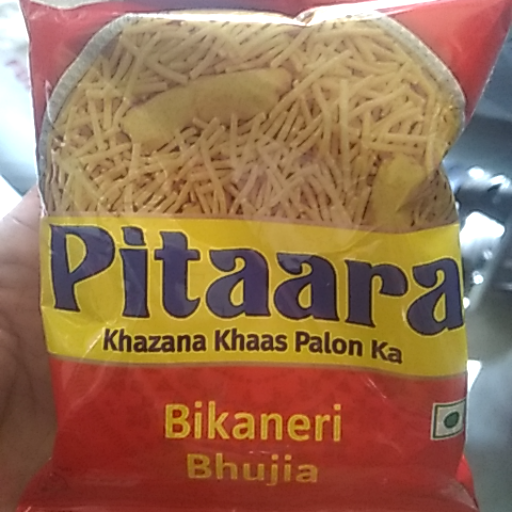 Pitaara
Khazana Khaas Palon Ka
Bikaneri
Bhujia